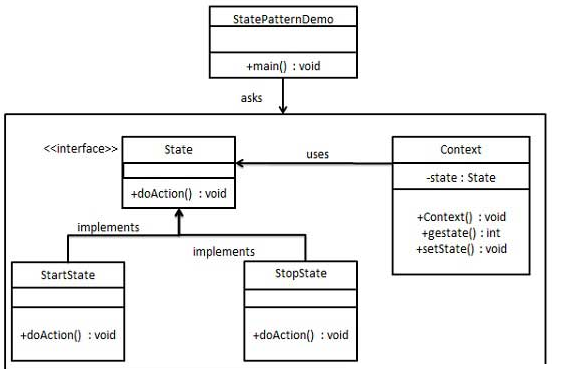 StatePatternDemo
+main() : void
asks
<<interface>>
State
+doAction() : void
uses
Context
-state : State
+Context() : void
+gestate() : int
+setState() : void
implements
implements
StartState
+doAction() : void
StopState
+doAction() : void